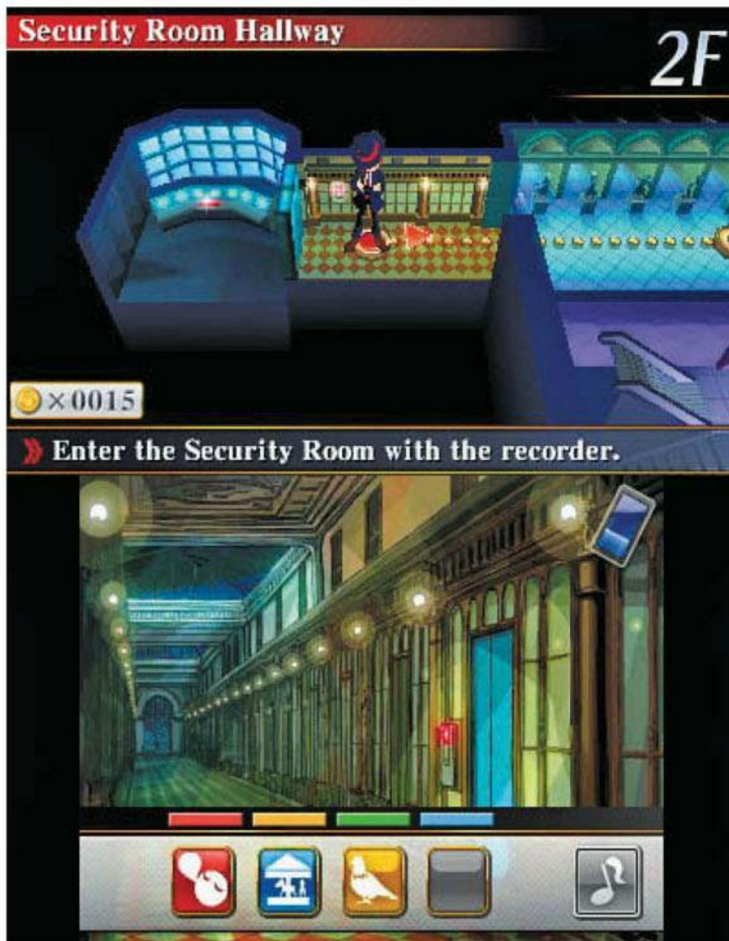 Security Room Hallway
2F
×0015
Enter the Security Room with the recorder.